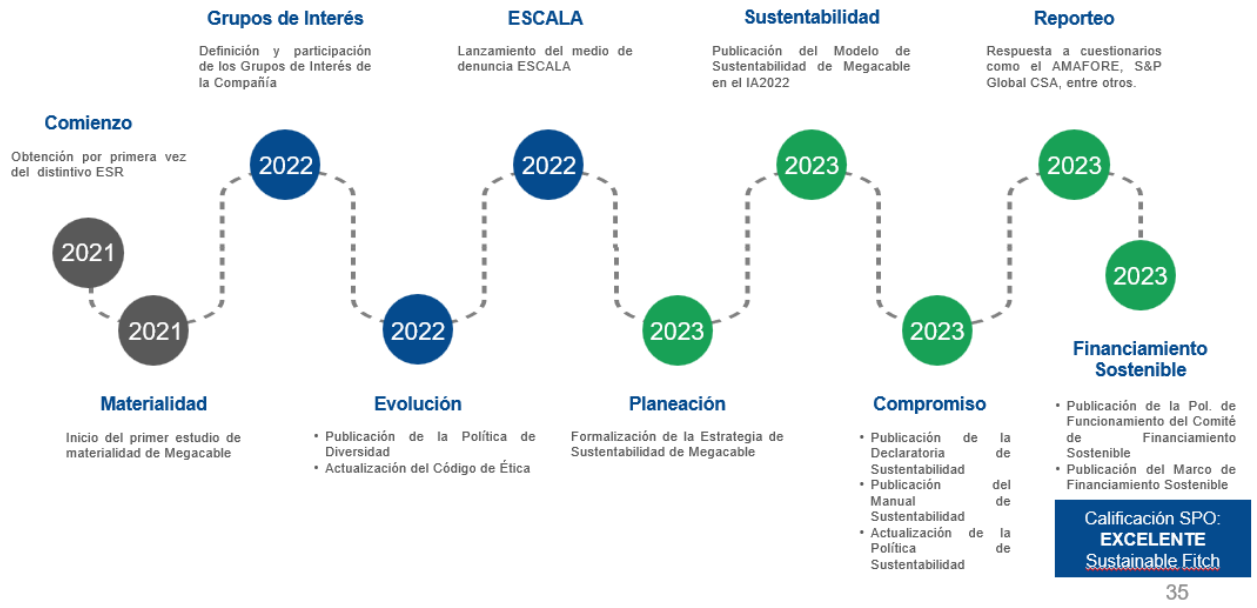 Comienzo
Obtención por primera vez
del distintivo ESR
2021
2021
Materialidad
Inicio del primer estudio de
materialidad de Megacable
Grupos de Interés
Definición y participación
de los Grupos de Interés de
la Compañía
2022
2022
Evolución
• Publicación de la Política de
Diversidad
• Actualización del Código de Ética
ESCALA
Lanzamiento del medio de
denuncia ESCALA
2022
2023
Planeación
Formalización de la Estrategia de
Sustentabilidad de Megacable
Sustentabilidad
Publicación del Modelo de
Sustentabilidad de Megacable
en el IA2022
2023
2023
Compromiso
• Publicación de la
Declaratoria de
Sustentabilidad
• Publicación del
Manual de
Sustentabilidad
• Actualización de la
Política de
Sustentabilidad
Reporteo
Respuesta a cuestionarios
como el AMAFORE, S&P
Global CSA, entre otros.
2023
2023
Financiamiento
Sostenible
• Publicación de la Pol. de
Funcionamiento del Comité
de Financiamiento
Sostenible
• Publicación del Marco de
Financiamiento Sostenible
Calificación SPO:
EXCELENTE
Sustainable Fitch
35